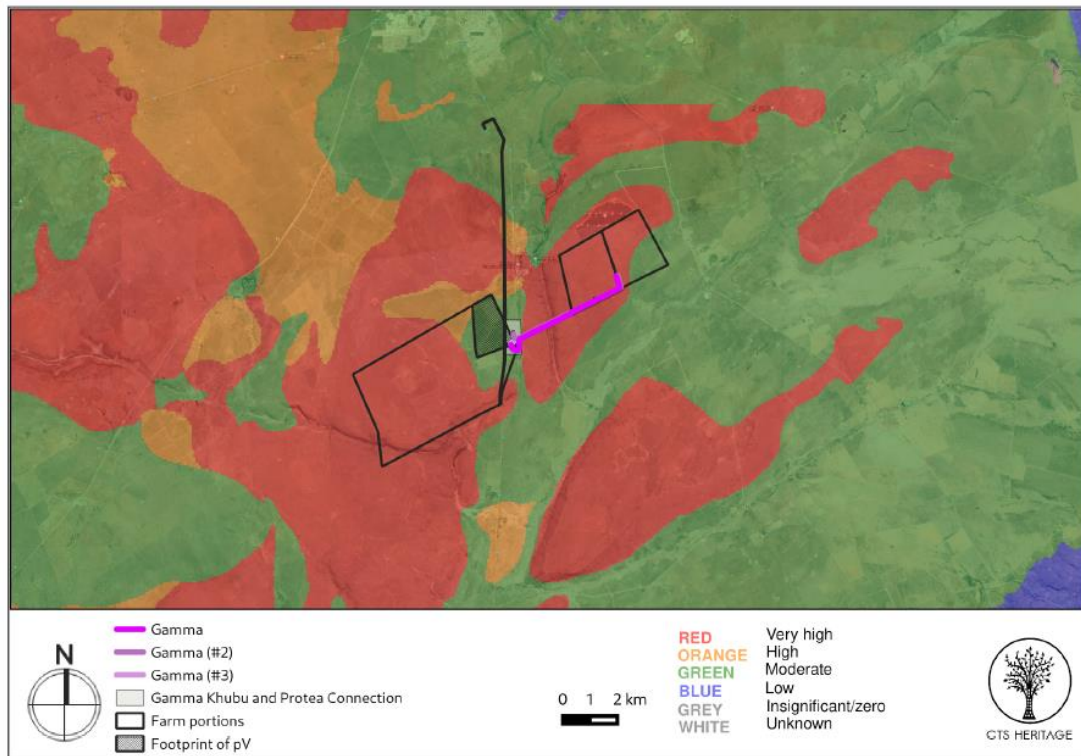 N
Gamma
Gamma (#2)
Gamma (#3)
Gamma Khubu and Protea Connection
Farm portions
Footprint of pV
0 1 2 km
RED Very high
ORANGE High
GREEN Moderate
BLUE Low
GREY Insignificant/zero
WHITE Unknown
CTS HERITAGE